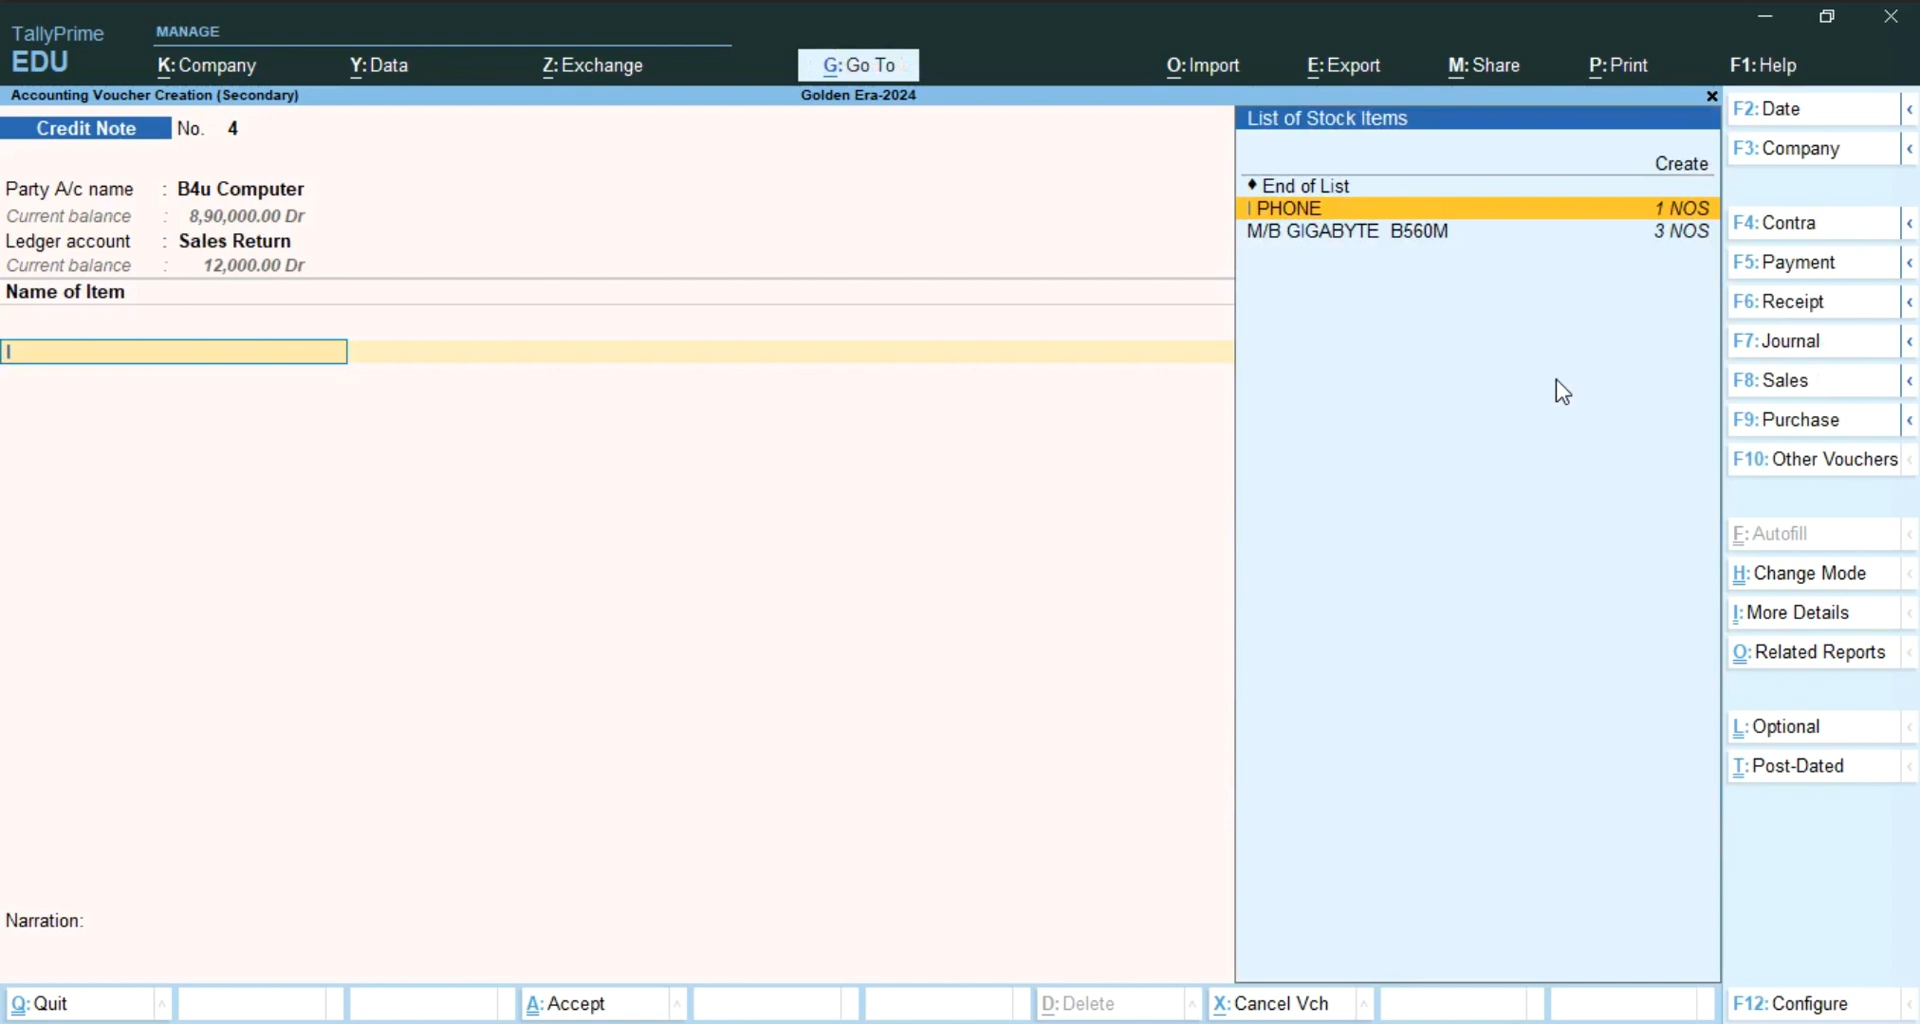 TallyPrime
EDU
MANAGE
K: Company
Y: Data
Z: Exchange
G: Go To
O: Import
E: Export
M: Share
P: Print
F1: Help
Accounting Voucher Creation (Secondary)
Golden Era-2024
Credit Note No. 4
Party A/c name : B4u Computer
Current balance : 8,90,000.00 Dr
Ledger account : Sales Return
Current balance : 12,000.00 Dr
Name of Item
I
Narration:
List of Stock Items
Create
♦ End of List
I PHONE 1 NOS
M/B GIGABYTE B560M 3 NOS
F2: Date
F3: Company
F4: Contra
F5: Payment
F6: Receipt
F7: Journal
F8: Sales
F9: Purchase
F10: Other Vouchers
F: Autofill
H: Change Mode
I: More Details
O: Related Reports
L: Optional
T: Post-Dated
Q: Quit
A: Accept
D: Delete
X: Cancel Vch
F12: Configure